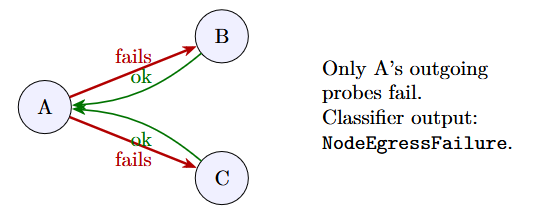 B
fails
ok
A
ok
fails
C
Only A's outgoing
probes fail.
Classifier output:
NodeEgressFailure.